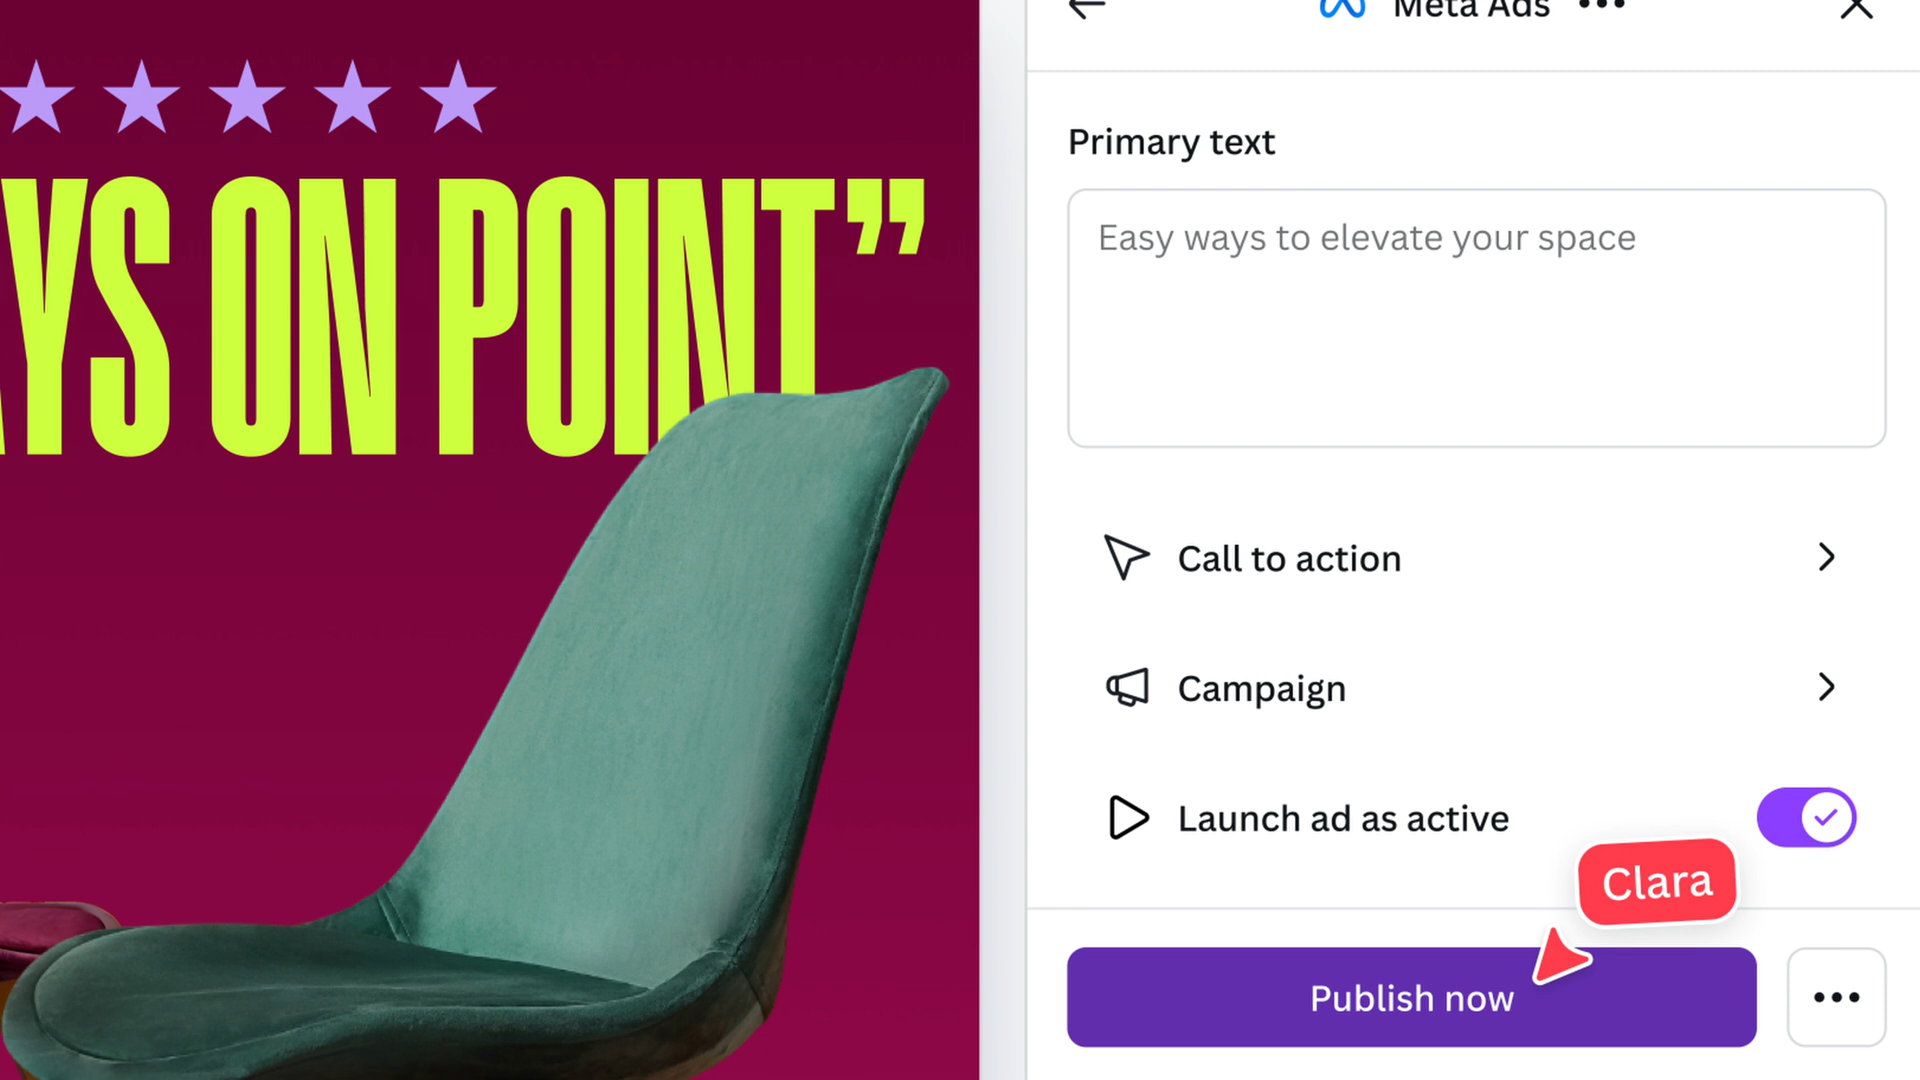 Meta Ads
AYS ON POINT”
Primary text
Easy ways to elevate your space
Call to action
Campaign
Launch ad as active
Clara
Publish now